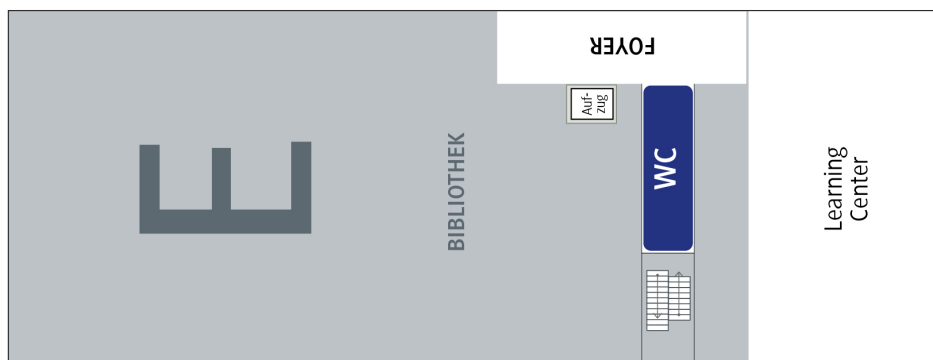 E
BIBLIOTHEK
FOYER
Auf-
zug
WC
Learning
Center